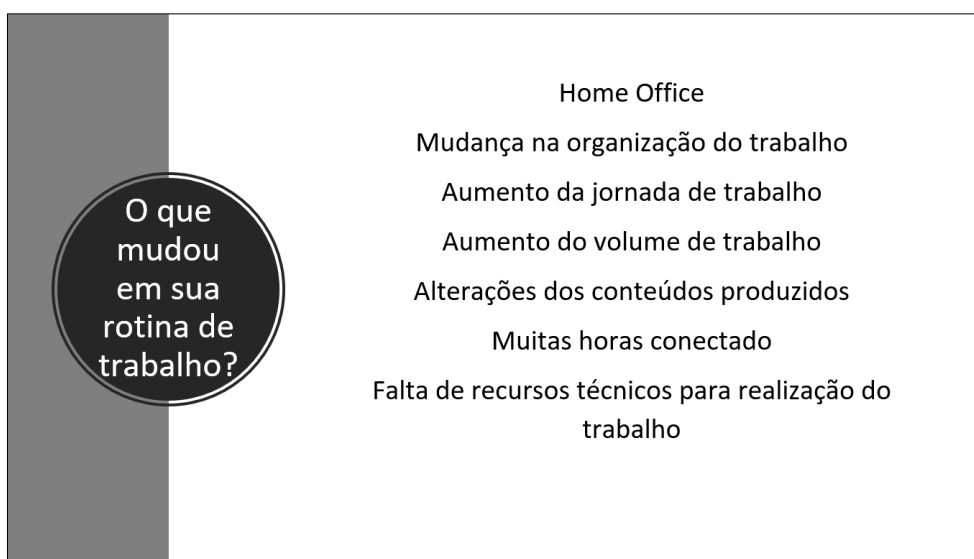 O que
mudou
em sua
rotina de
trabalho?
Home Office
Mudança na organização do trabalho
Aumento da jornada de trabalho
Aumento do volume de trabalho
Alterações dos conteúdos produzidos
Muitas horas conectado
Falta de recursos técnicos para realização do
trabalho